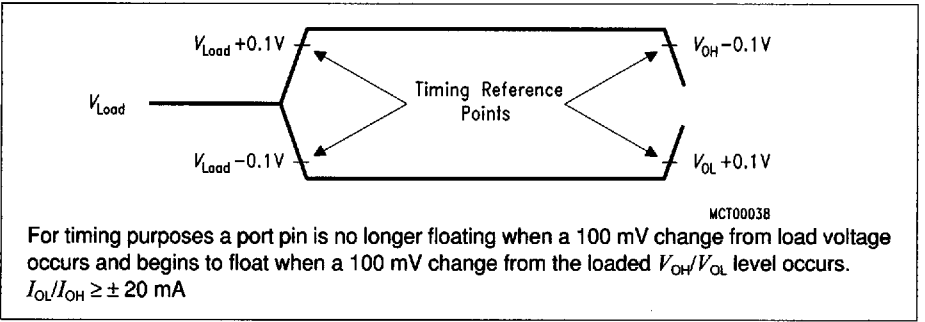 V_Load +0.1V
V_OH −0.1V
V_Load
Timing Reference
Points
V_Load −0.1V
V_OL +0.1V
MCT00038
For timing purposes a port pin is no longer floating when a 100 mV change from load voltage
occurs and begins to float when a 100 mV change from the loaded V_OH/V_OL level occurs.
I_OL/I_OH ≥ ± 20 mA